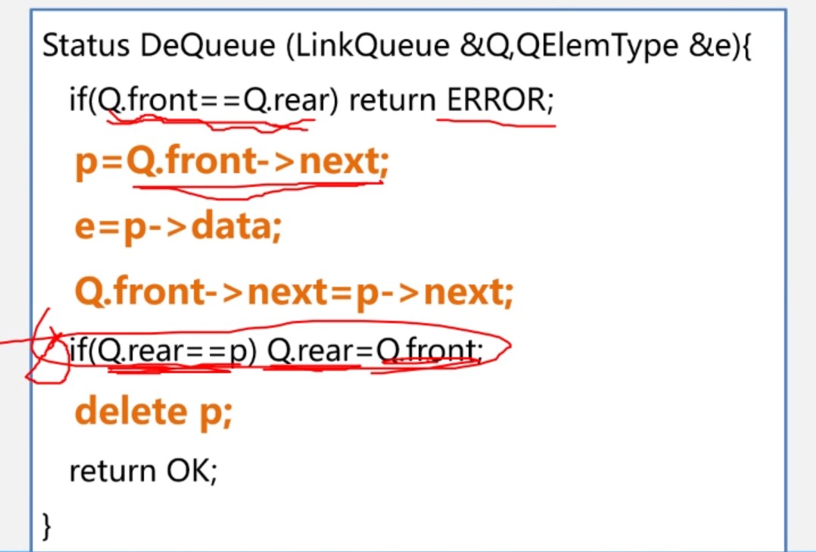 Status DeQueue (LinkQueue &Q,QElemType &e){
if(Q.front==Q.rear) return ERROR;
p=Q.front->next;
e=p->data;
Q.front->next=p->next;
if(Q.rear==p) Q.rear=Q.front;
delete p;
return OK;
}